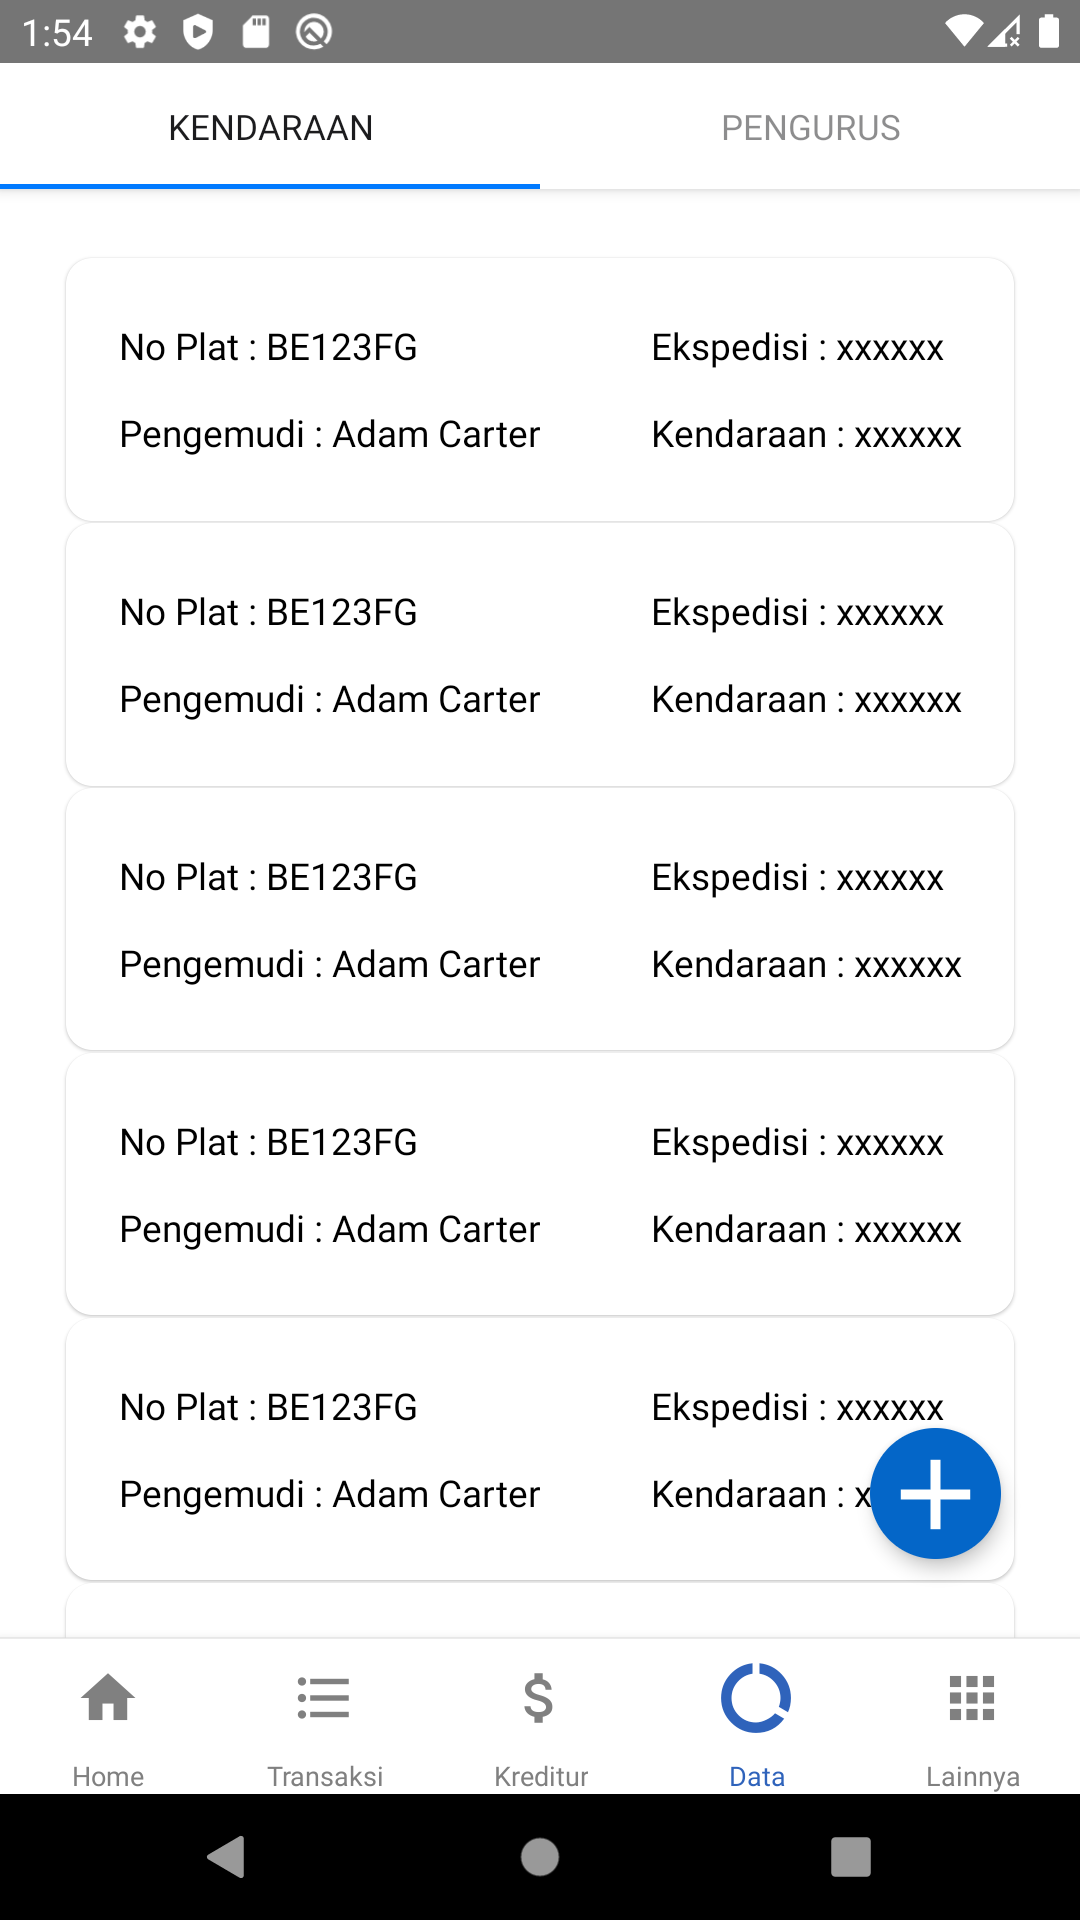 1:54
KENDARAAN PENGURUS
No Plat : BE123FG Ekspedisi : xxxxxx
Pengemudi : Adam Carter Kendaraan : xxxxxx
No Plat : BE123FG Ekspedisi : xxxxxx
Pengemudi : Adam Carter Kendaraan : xxxxxx
No Plat : BE123FG Ekspedisi : xxxxxx
Pengemudi : Adam Carter Kendaraan : xxxxxx
No Plat : BE123FG Ekspedisi : xxxxxx
Pengemudi : Adam Carter Kendaraan : xxxxxx
No Plat : BE123FG Ekspedisi : xxxxxx
Pengemudi : Adam Carter Kendaraan :
Home Transaksi Kreditur Data Lainnya